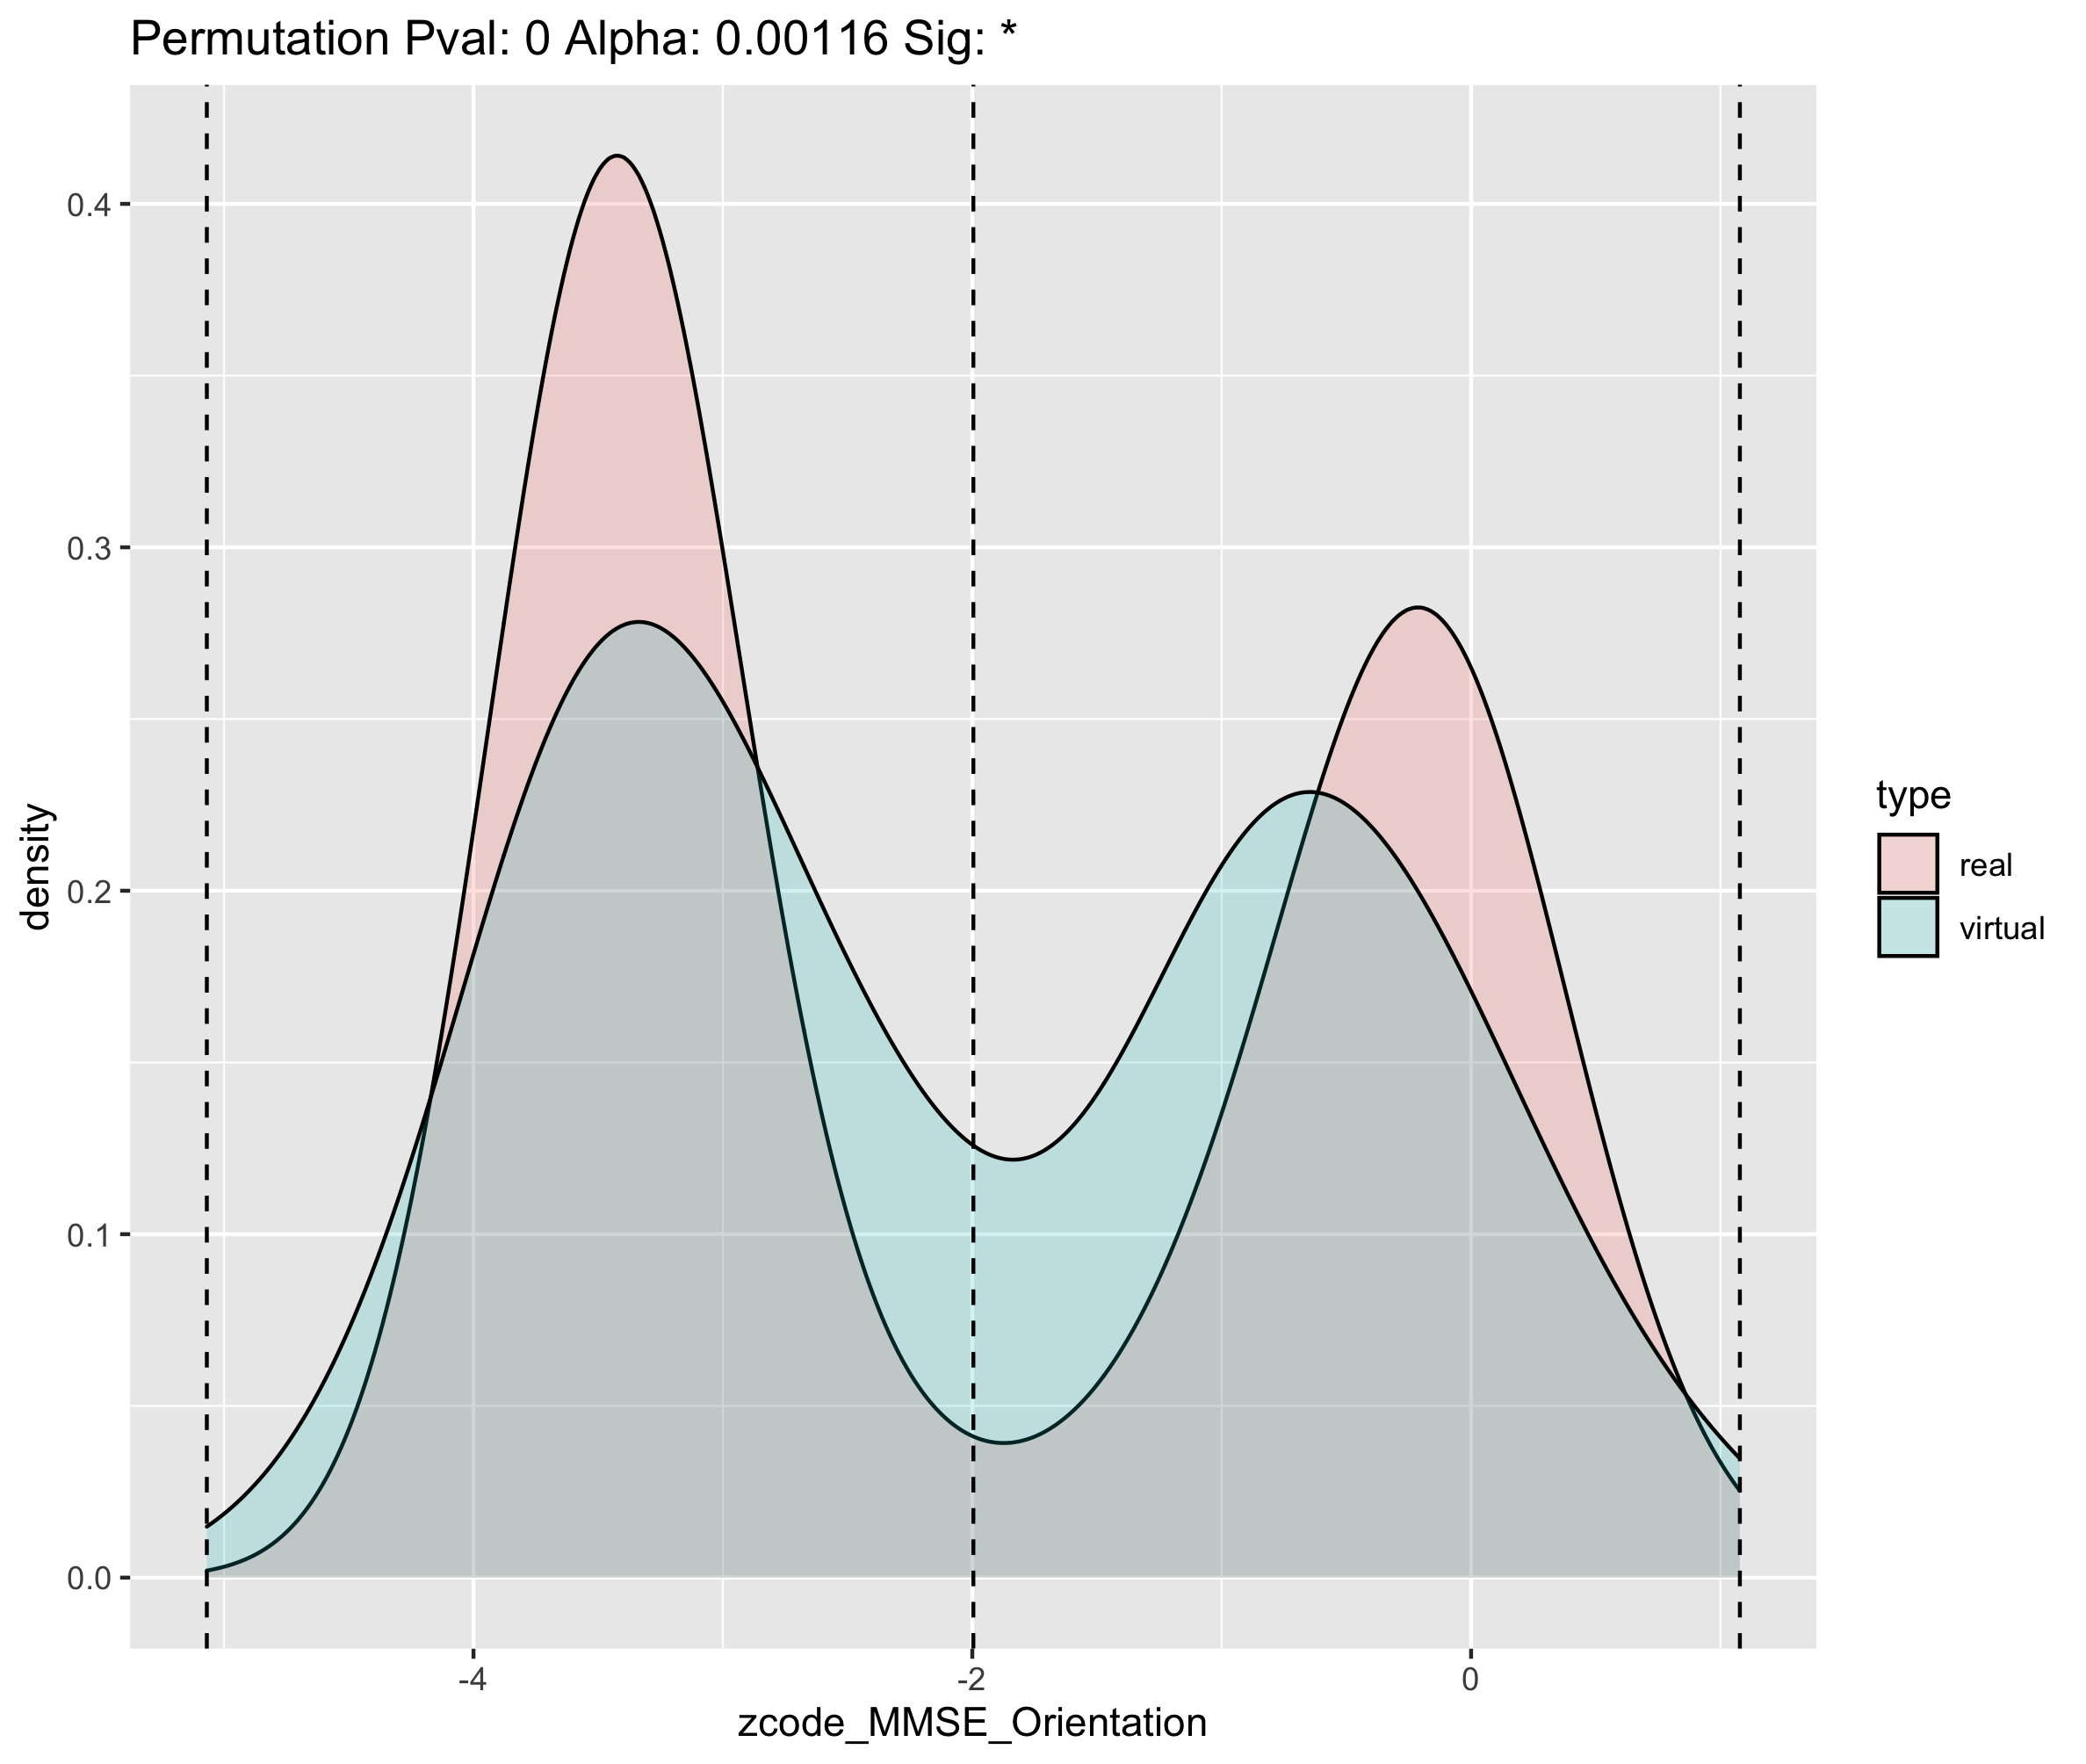 Permutation Pval: 0 Alpha: 0.00116 Sig: *
0.4
0.3
0.2
0.1
0.0
density
-4
-2
0
zcode_MMSE_Orientation
type
real
virtual